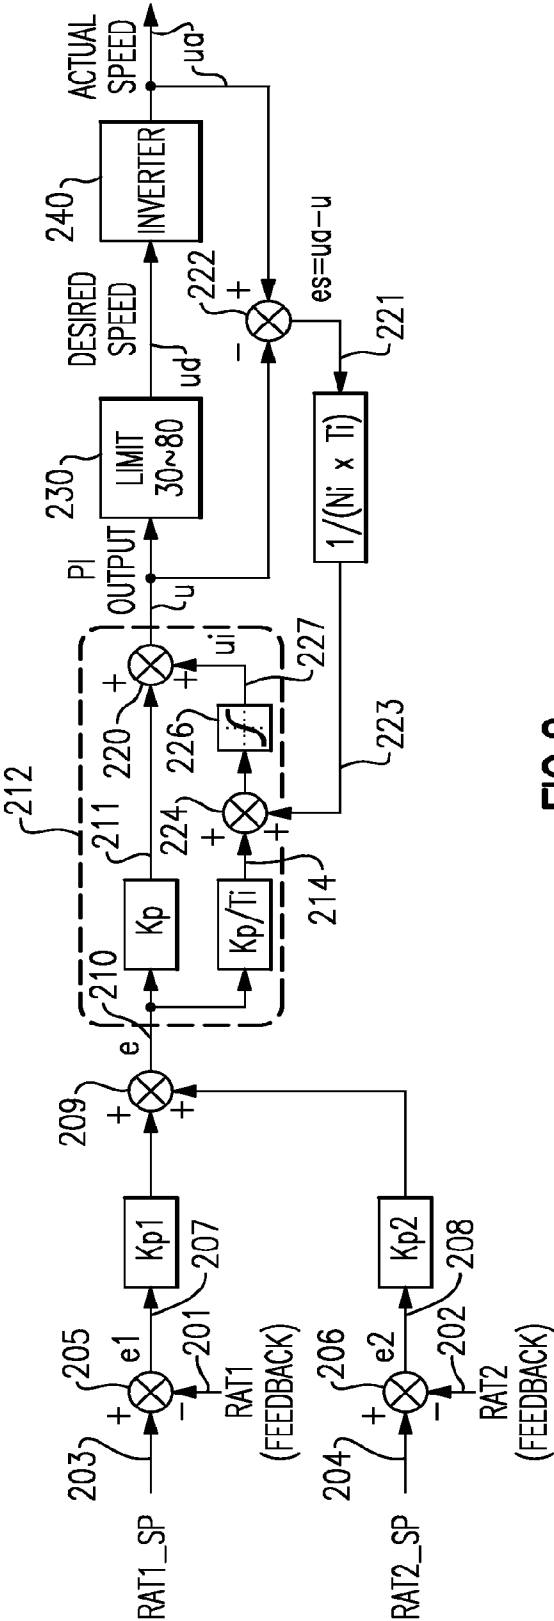 RAT1_SP
203
+
205
-
201
RAT1
(FEEDBACK)
e1
207
Kp1
209
+
+
e
210
212
Kp
211
Kp/Ti
214
224
+
+
226
227
ui
220
+
+
u
PI
OUTPUT
230
LIMIT
30~80
ud
DESIRED
SPEED
240
INVERTER
ACTUAL
SPEED
ua
222
-
+
es=ua-u
221
1/(Ni x Ti)
223
RAT2_SP
204
+
206
-
202
RAT2
(FEEDBACK)
e2
208
Kp2